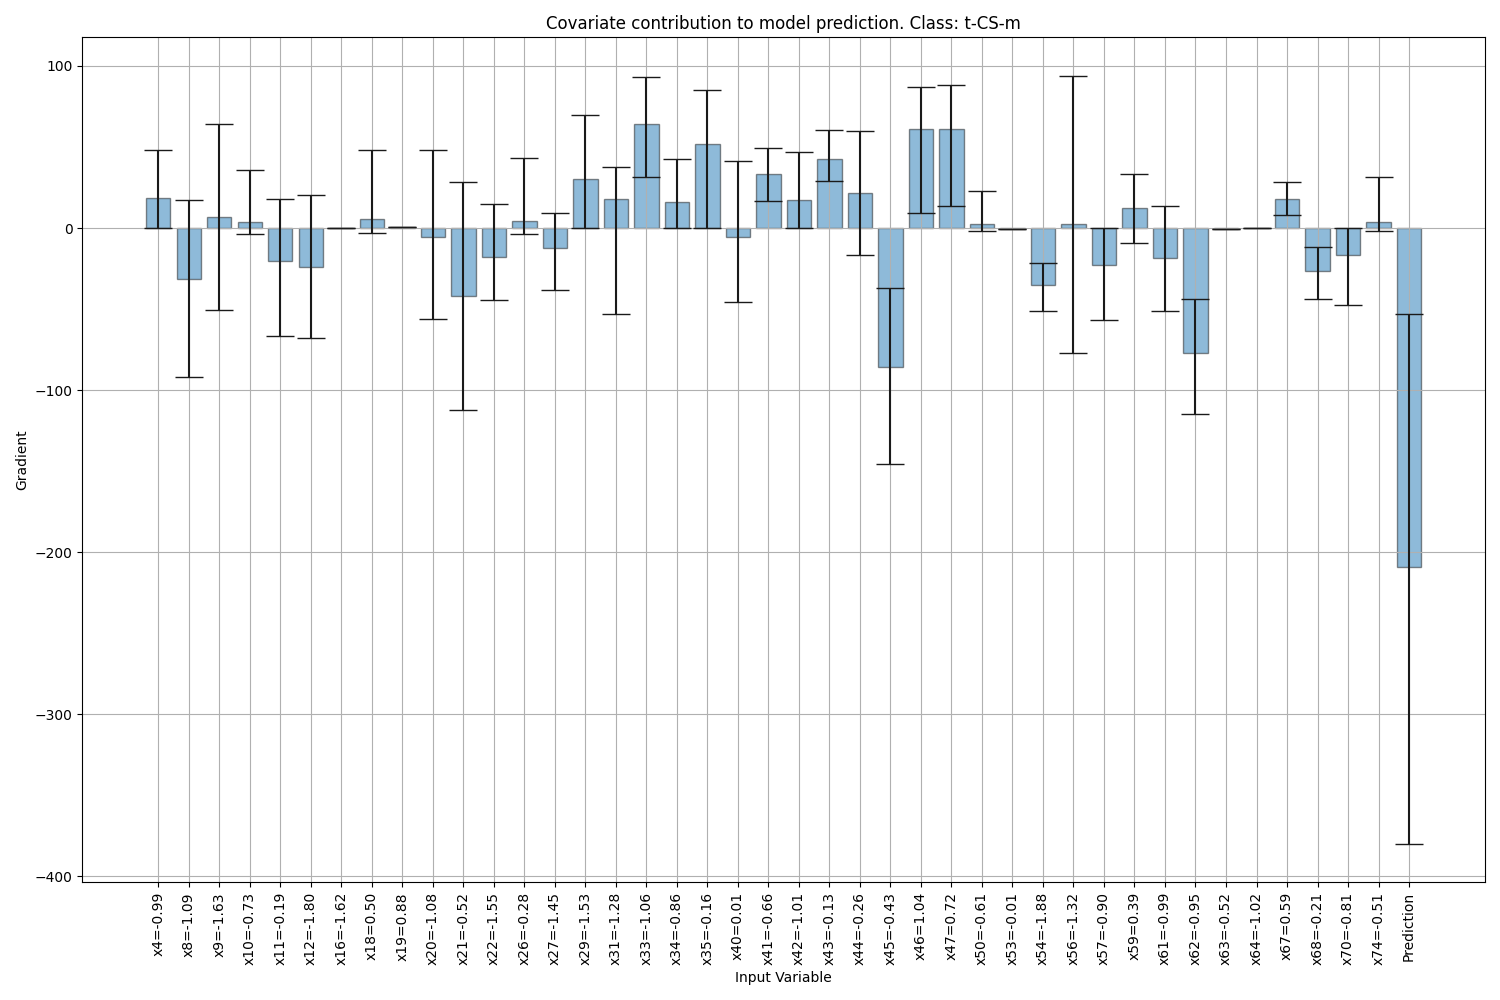 Covariate contribution to model prediction. Class: t-CS-m
100
0
−100
−200
−300
−400
Gradient
x4=-0.99
x8=-1.09
x9=-1.63
x10=-0.73
x11=-0.19
x12=-1.80
x16=-1.62
x18=0.50
x19=0.88
x20=-1.08
x21=-0.52
x22=-1.55
x26=-0.28
x27=-1.45
x29=-1.53
x31=-1.28
x33=-1.06
x34=-0.86
x35=-0.16
x40=0.01
x41=-0.66
x42=-1.01
x43=-0.13
x44=-0.26
x45=-0.43
x46=1.04
x47=0.72
x50=-0.61
x53=-0.01
x54=-1.88
x56=-1.32
x57=-0.90
x59=0.39
x61=-0.99
x62=-0.95
x63=-0.52
x64=-1.02
x67=0.59
x68=-0.21
x70=-0.81
x74=-0.51
Prediction
Input Variable